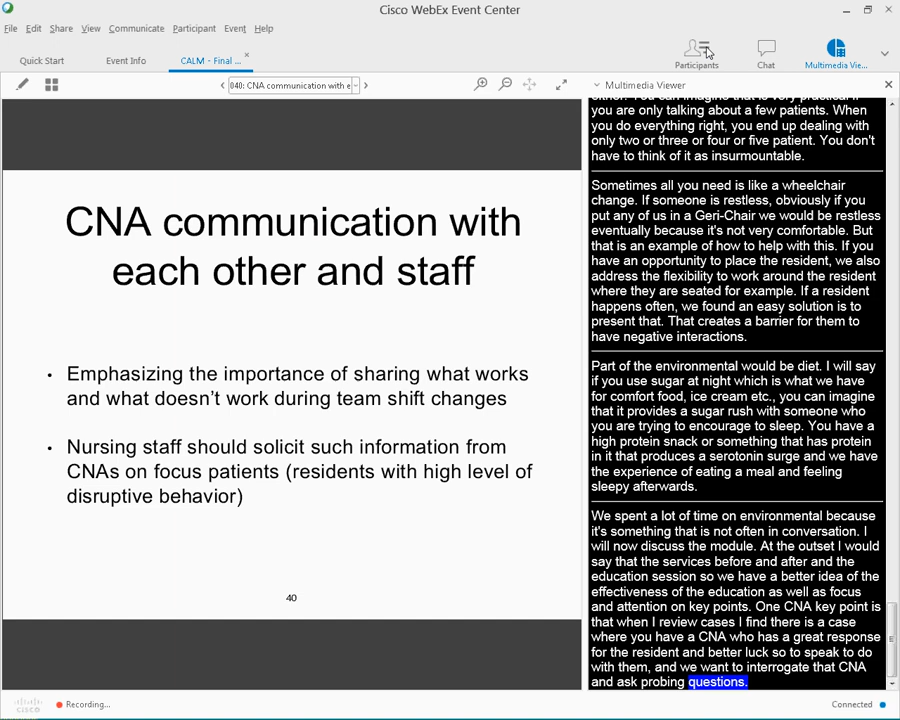 Cisco WebEx Event Center
File Edit Share View Communicate Participant Event Help
Quick Start Event Info CALM - Final ...
Participants Chat Multimedia Vie...
040: CNA communication with e
CNA communication with
each other and staff
• Emphasizing the importance of sharing what works
and what doesn't work during team shift changes
• Nursing staff should solicit such information from
CNAs on focus patients (residents with high level of
disruptive behavior)
40
Multimedia Viewer
either. You can imagine that is very practical if
you are only talking about a few patients. When
you do everything right, you end up dealing with
only two or three or four or five patient. You don't
have to think of it as insurmountable.
Sometimes all you need is like a wheelchair
change. If someone is restless, obviously if you
put any of us in a Geri-Chair we would be restless
eventually because it's not very comfortable. But
that is an example of how to help with this. If you
have an opportunity to place the resident, we also
address the flexibility to work around the resident
where they are seated for example. If a resident
happens often, we found an easy solution is to
present that. That creates a barrier for them to
have negative interactions.
Part of the environmental would be diet. I will say
if you use sugar at night which is what we have
for comfort food, ice cream etc., you can imagine
that it provides a sugar rush with someone who
you are trying to encourage to sleep. You have a
high protein snack or something that has protein
in it that produces a serotonin surge and we have
the experience of eating a meal and feeling
sleepy afterwards.
We spent a lot of time on environmental because
it's something that is not often in conversation. I
will now discuss the module. At the outset I would
say that the services before and after and the
education session so we have a better idea of the
effectiveness of the education as well as focus
and attention on key points. One CNA key point is
that when I review cases I find there is a case
where you have a CNA who has a great response
for the resident and better luck so to speak to do
with them, and we want to interrogate that CNA
and ask probing questions.
cisco Recording... Connected